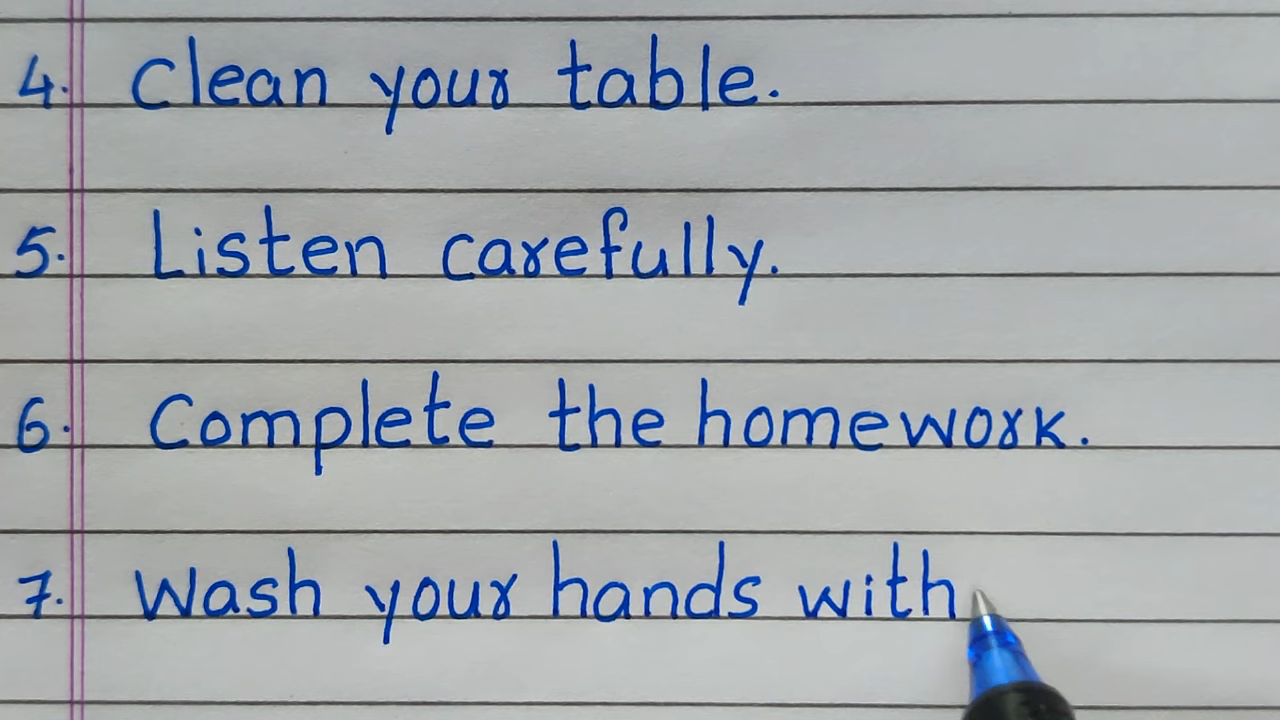 4. Clean your table.
5. Listen carefully.
6. Complete the homework.
7. Wash your hands with